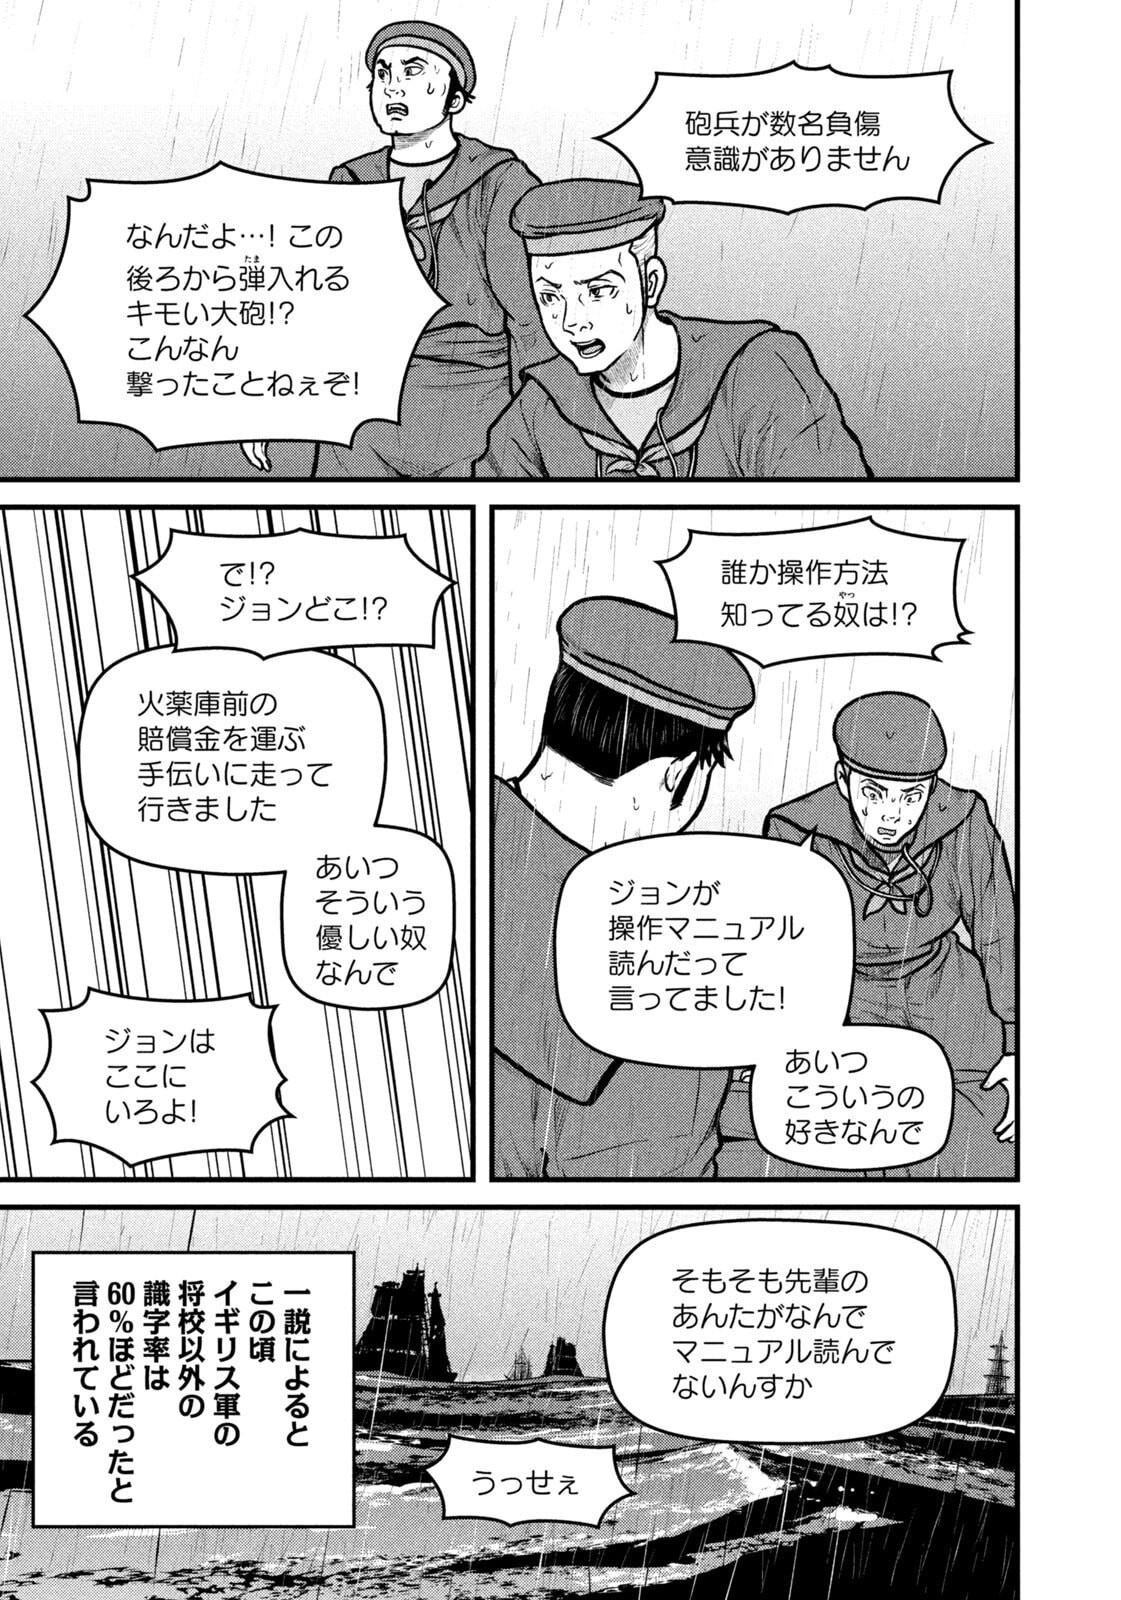 砲兵が数名負傷
意識がありません
なんだよ…！この
後ろから弾入れる
たま
キモい大砲！？
こんなん
撃ったことねぇぞ！
誰か操作方法
知ってる奴は！？
やつ
ジョンが
操作マニュアル
読んだって
言ってました！
あいつ
こういうの
好きなんで
で！？
ジョンどこ！？
火薬庫前の
賠償金を運ぶ
手伝いに走って
行きました
あいつ
そういう
優しい奴
なんで
ジョンは
ここに
いろよ！
そもそも先輩の
あんたがなんで
マニュアル読んで
ないんすか
うっせぇ
一説によると
この頃
イギリス軍の
将校以外の
識字率は
60%ほどだったと
言われている